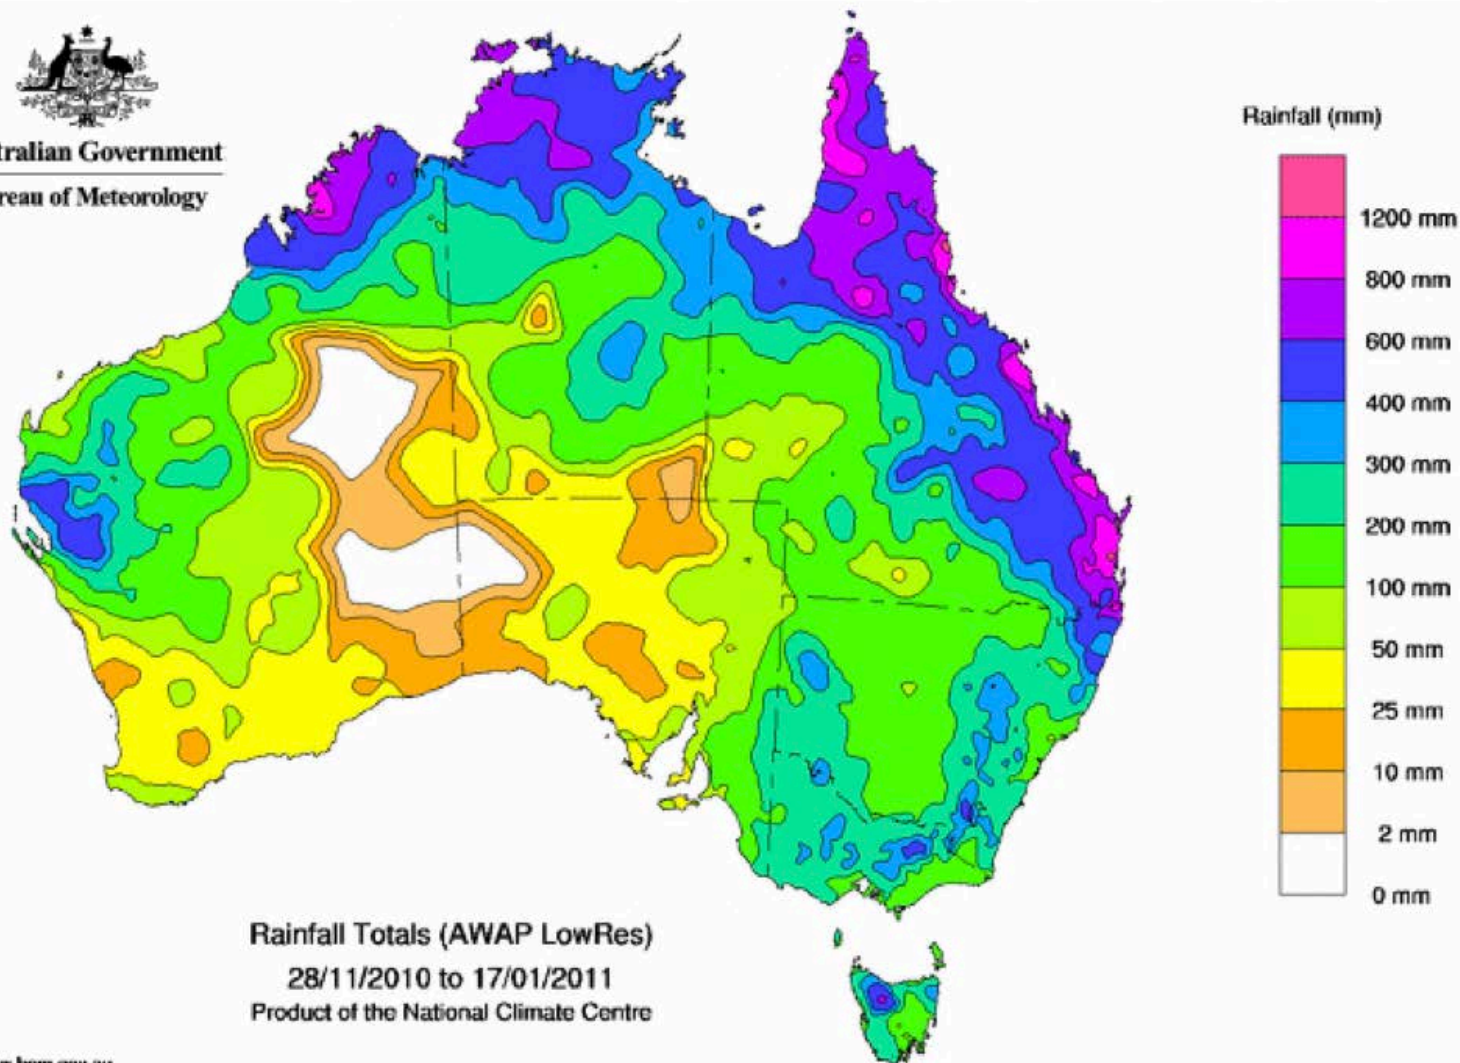 tralian Government
reau of Meteorology
Rainfall (mm)
1200 mm
800 mm
600 mm
400 mm
300 mm
200 mm
100 mm
50 mm
25 mm
10 mm
2 mm
0 mm
Rainfall Totals (AWAP LowRes)
28/11/2010 to 17/01/2011
Product of the National Climate Centre